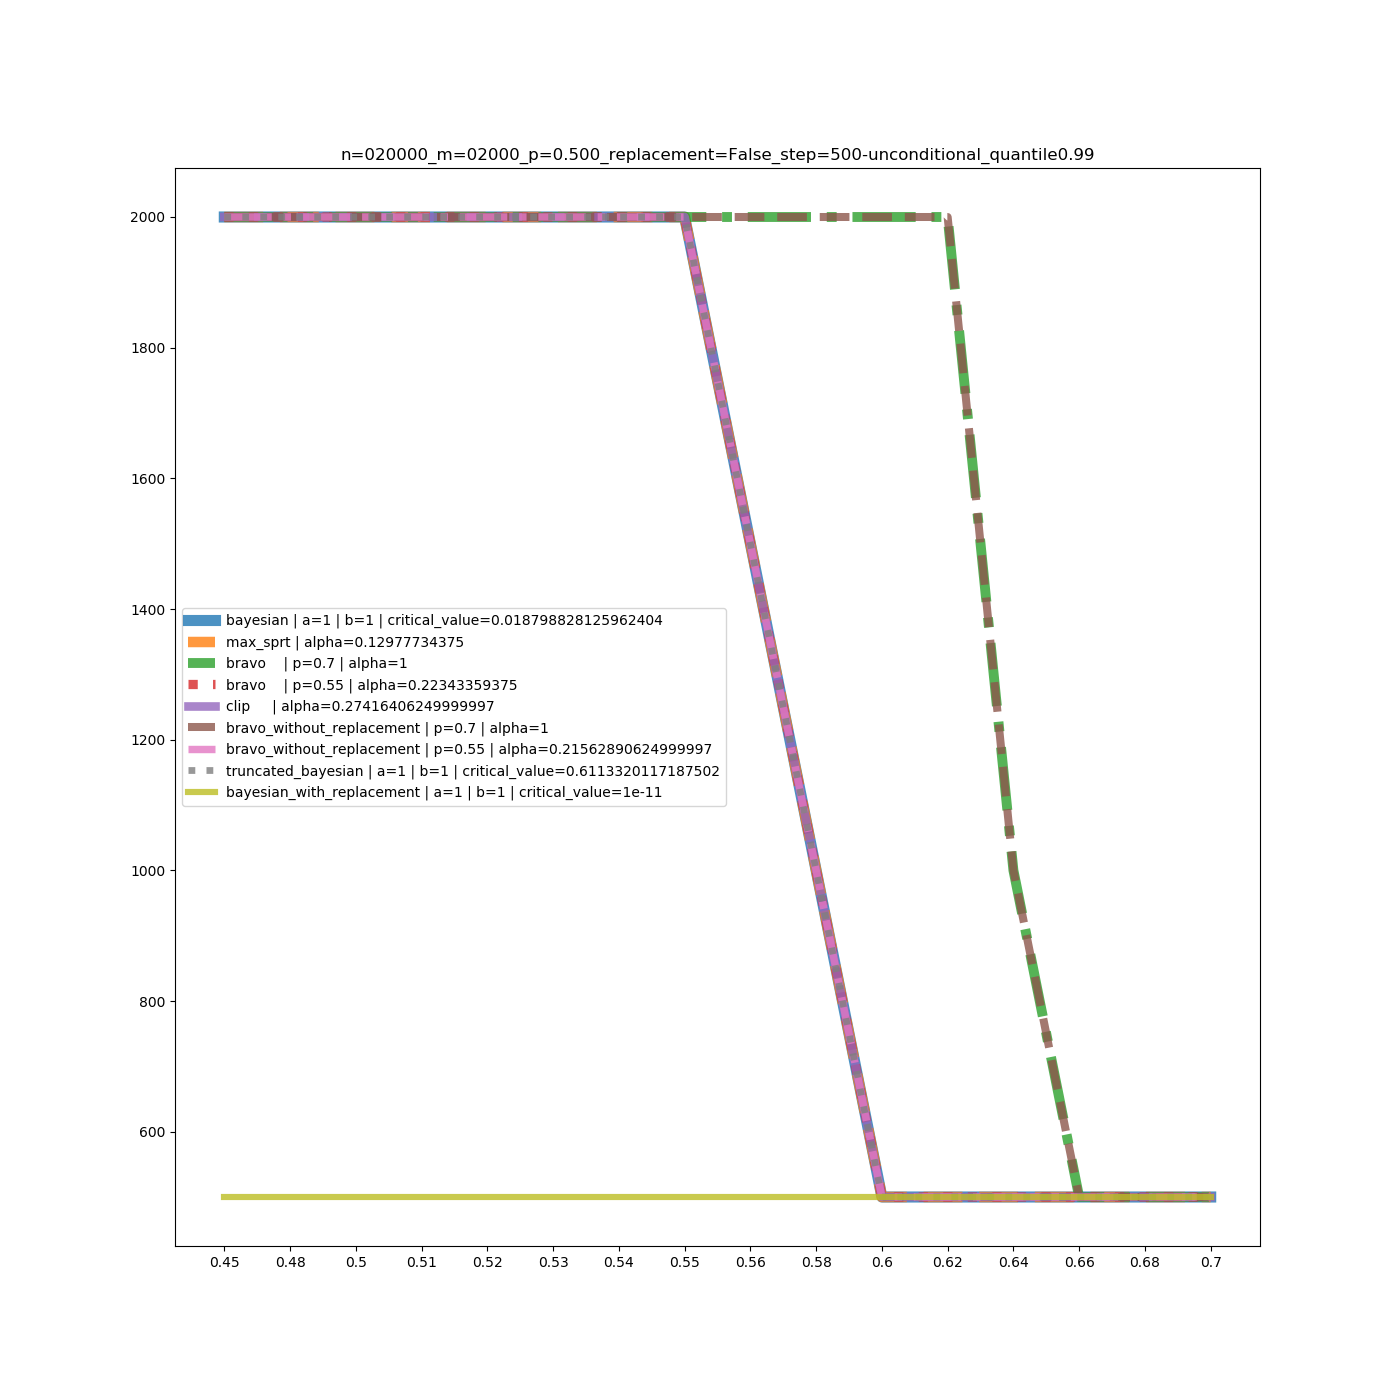 n=020000_m=02000_p=0.500_replacement=False_step=500-unconditional_quantile0.99
2000
1800
1600
1400
1200
1000
800
600
bayesian | a=1 | b=1 | critical_value=0.018798828125962404
max_sprt | alpha=0.12977734375
bravo    | p=0.7 | alpha=1
bravo    | p=0.55 | alpha=0.22343359375
clip     | alpha=0.27416406249999997
bravo_without_replacement | p=0.7 | alpha=1
bravo_without_replacement | p=0.55 | alpha=0.21562890624999997
truncated_bayesian | a=1 | b=1 | critical_value=0.6113320117187502
bayesian_with_replacement | a=1 | b=1 | critical_value=1e-11
0.45 0.48 0.5 0.51 0.52 0.53 0.54 0.55 0.56 0.58 0.6 0.62 0.64 0.66 0.68 0.7